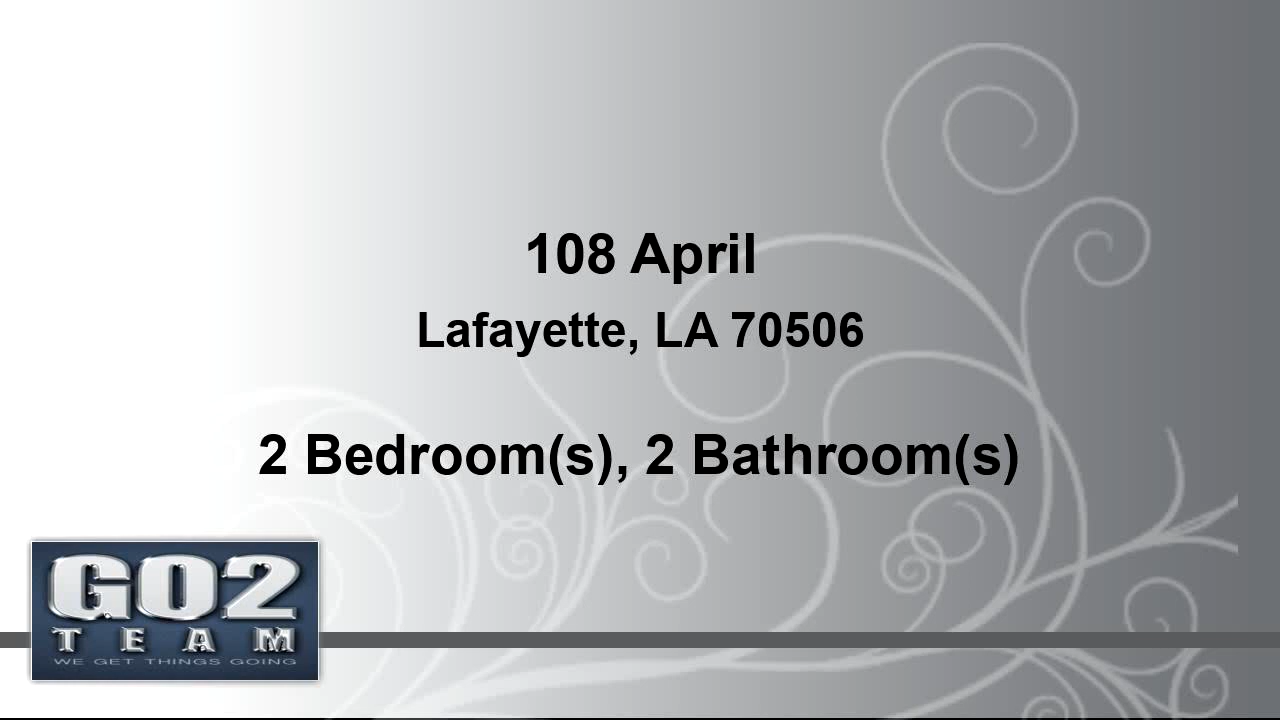 108 April
Lafayette, LA 70506
2 Bedroom(s), 2 Bathroom(s)
GO2
TEAM
WE GET THINGS GOING